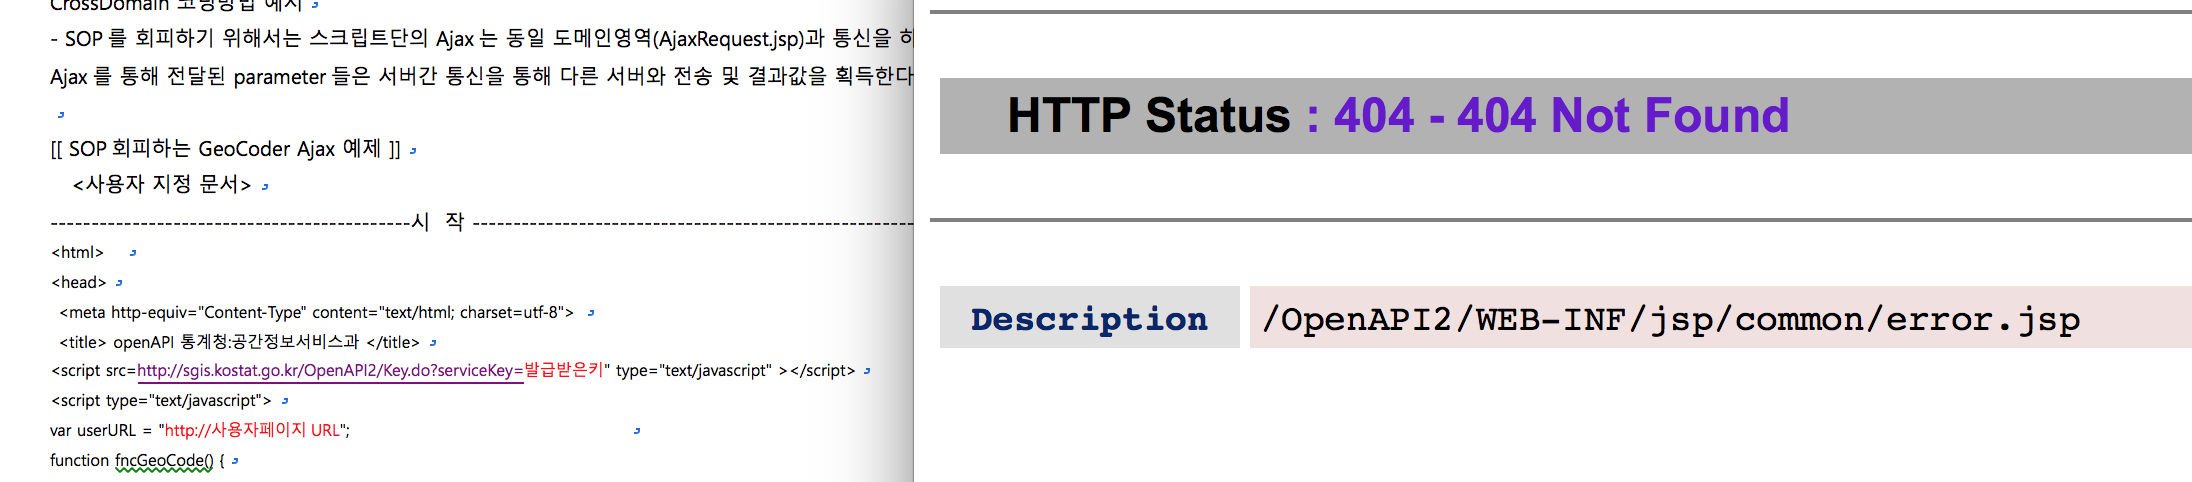 CrossDomain 코딩방법 예시
- SOP 를 회피하기 위해서는 스크립트단의 Ajax 는 동일 도메인영역(AjaxRequest.jsp)과 통신을 하
Ajax 를 통해 전달된 parameter 들은 서버간 통신을 통해 다른 서버와 전송 및 결과값을 획득한다
[[ SOP 회피하는 GeoCoder Ajax 예제 ]]
<사용자 지정 문서>
---------------------------------------------시 작 -------------------------------------------------------
<html>
<head>
<meta http-equiv="Content-Type" content="text/html; charset=utf-8">
<title> openAPI 통계청:공간정보서비스과 </title>
<script src=http://sgis.kostat.go.kr/OpenAPI2/Key.do?serviceKey=발급받은키" type="text/javascript" ></script>
<script type="text/javascript">
var userURL = "http://사용자페이지 URL";
function fncGeoCode() {
HTTP Status : 404 - 404 Not Found
Description /OpenAPI2/WEB-INF/jsp/common/error.jsp